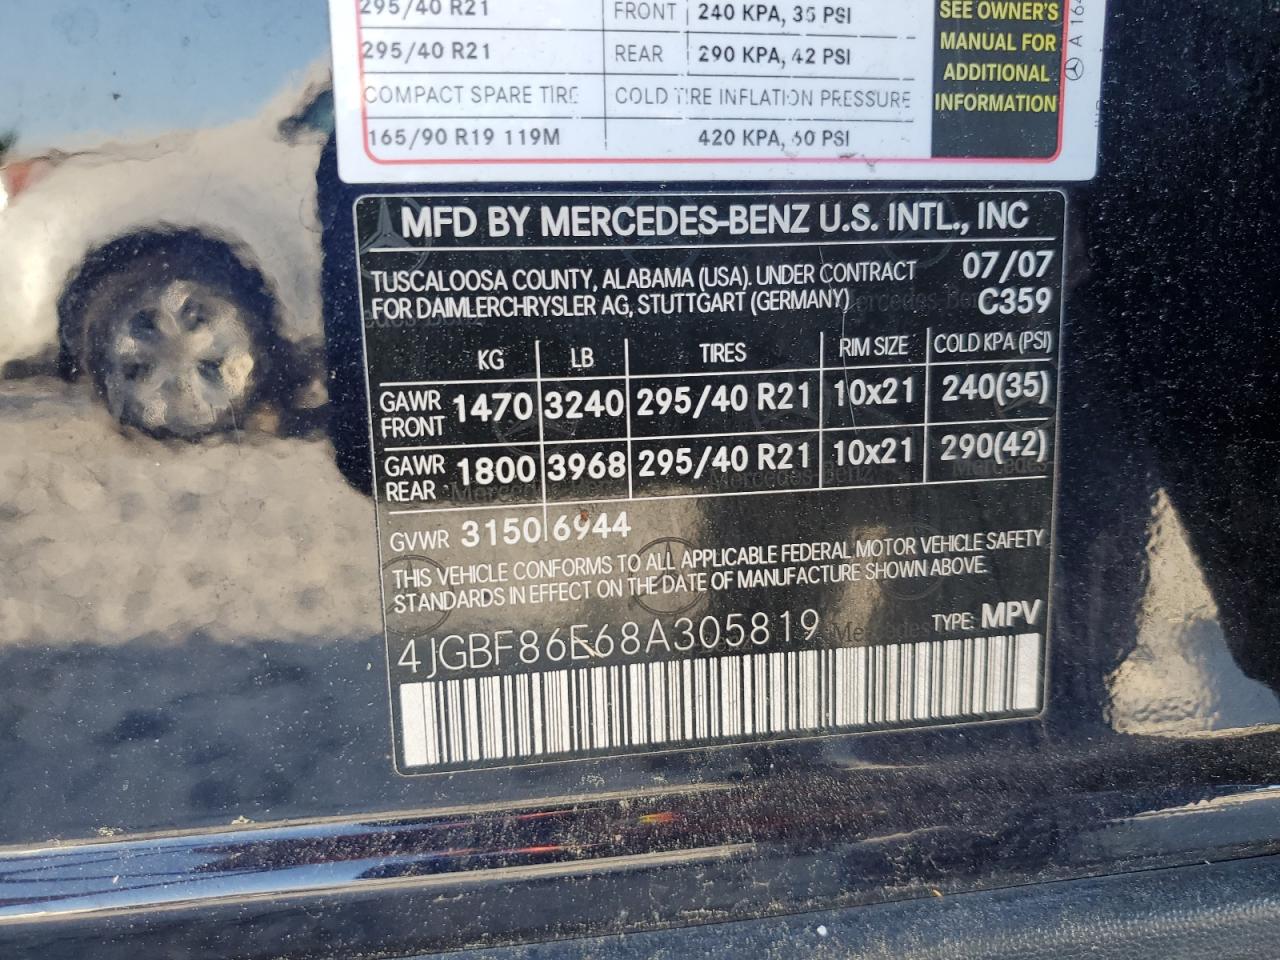 295/40 R21 FRONT 240 KPA, 35 PSI
295/40 R21 REAR 290 KPA, 42 PSI
COMPACT SPARE TIRE COLD TIRE INFLATION PRESSURE
165/90 R19 119M 420 KPA, 60 PSI
SEE OWNER'S
MANUAL FOR
ADDITIONAL
INFORMATION
A 164
MFD BY MERCEDES-BENZ U.S. INTL., INC
TUSCALOOSA COUNTY, ALABAMA (USA). UNDER CONTRACT 07/07
FOR DAIMLERCHRYSLER AG, STUTTGART (GERMANY) C359
KG LB TIRES RIM SIZE COLD KPA (PSI)
GAWR FRONT 1470 3240 295/40 R21 10x21 240(35)
GAWR REAR 1800 3968 295/40 R21 10x21 290(42)
GVWR 3150 6944
THIS VEHICLE CONFORMS TO ALL APPLICABLE FEDERAL MOTOR VEHICLE SAFETY
STANDARDS IN EFFECT ON THE DATE OF MANUFACTURE SHOWN ABOVE.
4JGBF86E68A305819 TYPE: MPV